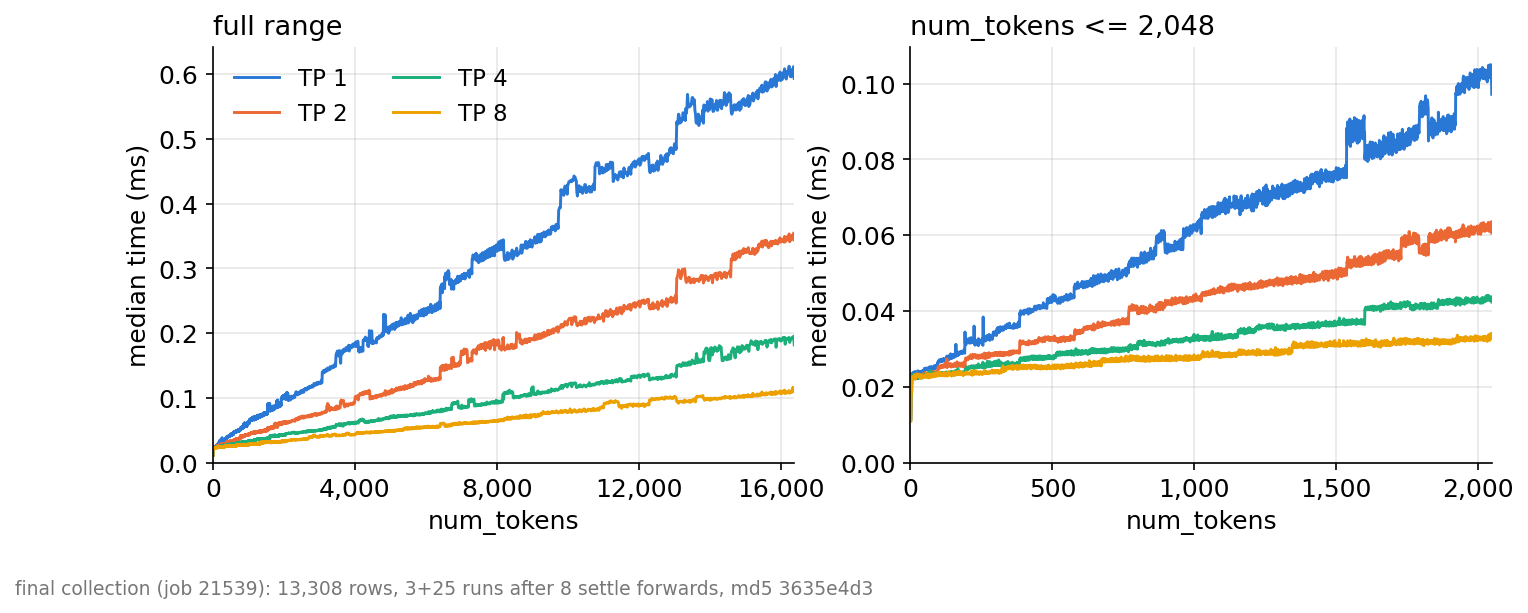 full range
num_tokens <= 2,048
TP 1
TP 2
TP 4
TP 8
median time (ms)
0.6
0.5
0.4
0.3
0.2
0.1
0.0
0
4,000
8,000
12,000
16,000
num_tokens
median time (ms)
0.10
0.08
0.06
0.04
0.02
0.00
0
500
1,000
1,500
2,000
num_tokens
final collection (job 21539): 13,308 rows, 3+25 runs after 8 settle forwards, md5 3635e4d3